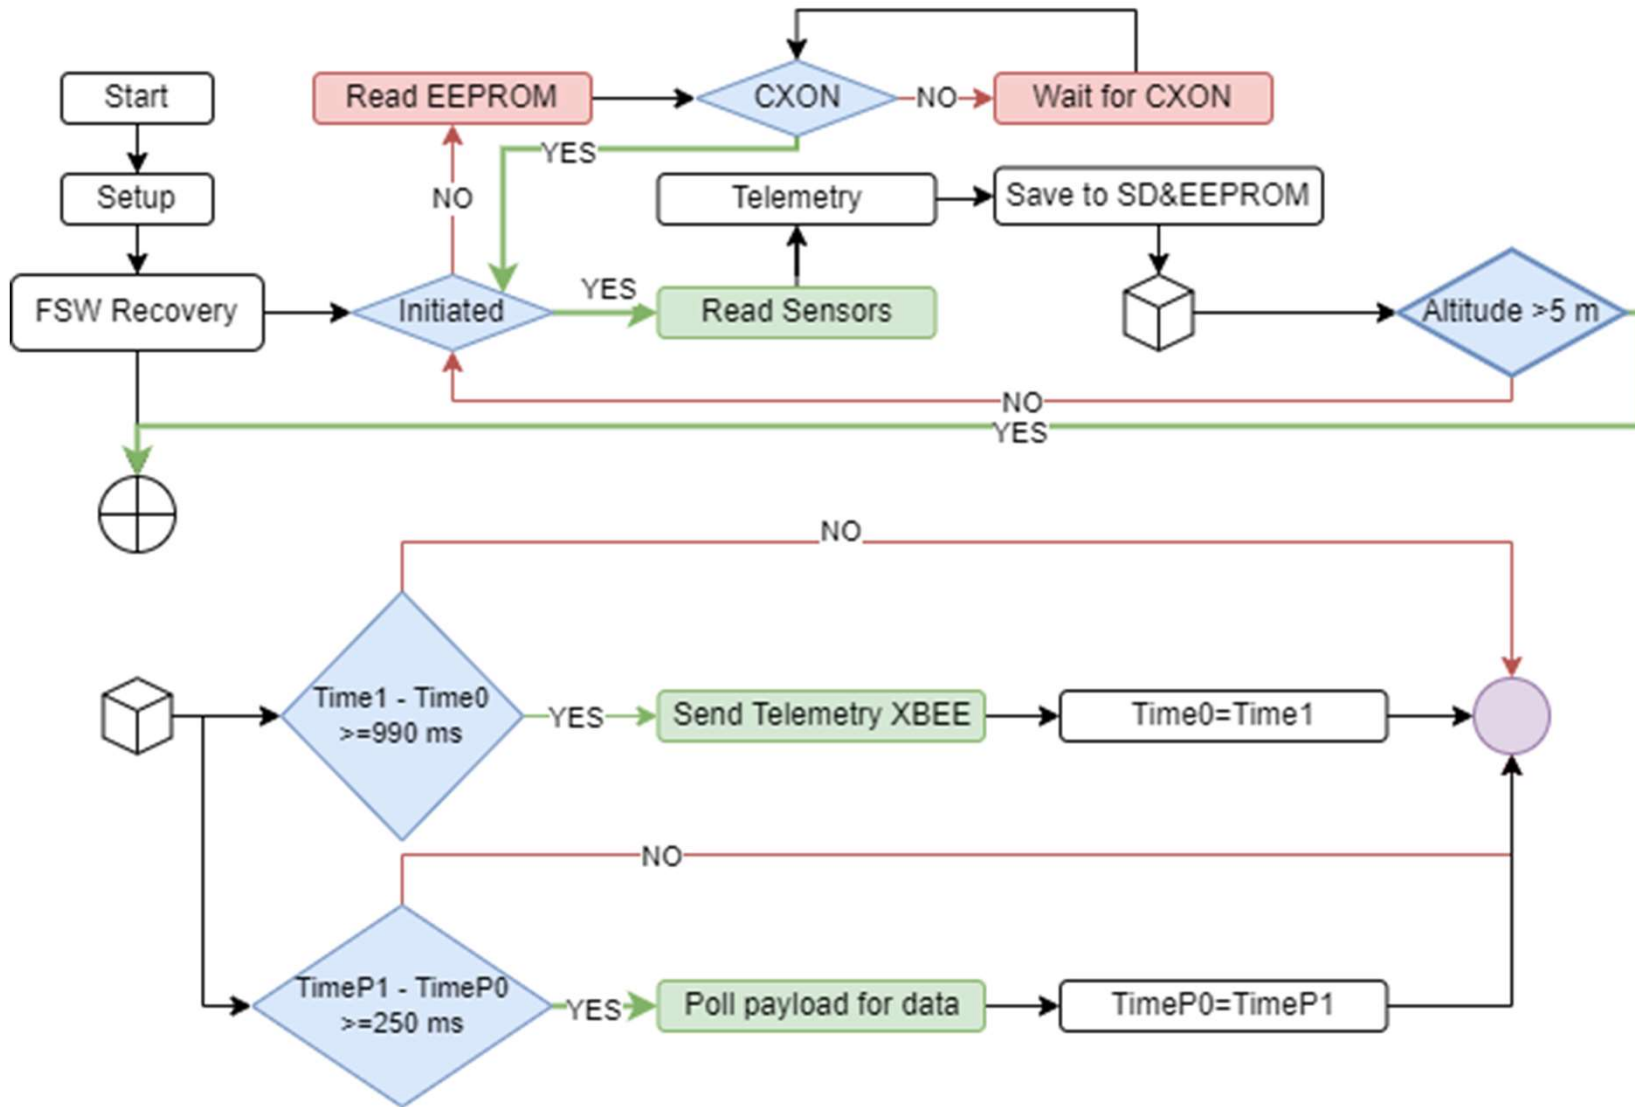 Start
Read EEPROM
CXON
NO
Wait for CXON
YES
Setup
NO
Telemetry
Save to SD&EEPROM
FSW Recovery
Initiated
YES
Read Sensors
Altitude >5 m
NO
YES
NO
Time1 - Time0
>=990 ms
YES
Send Telemetry XBEE
Time0=Time1
NO
TimeP1 - TimeP0
>=250 ms
YES
Poll payload for data
TimeP0=TimeP1